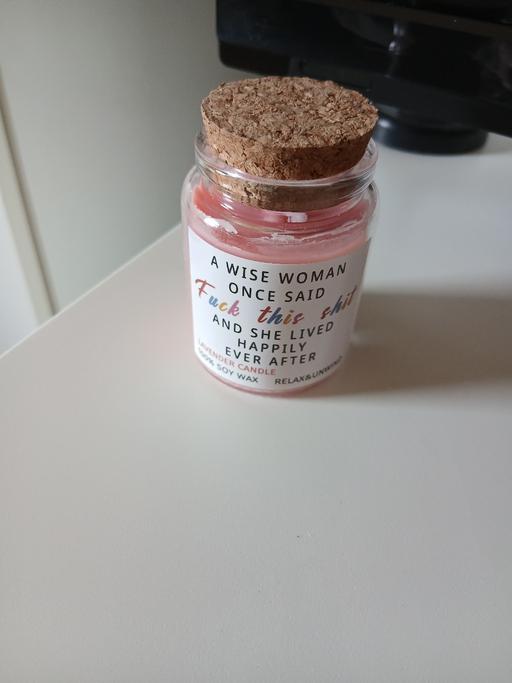 A WISE WOMAN
ONCE SAID
Fuck this shit
AND SHE LIVED
HAPPILY
EVER AFTER
LAVENDER CANDLE
100% SOY WAX RELAX&UNWIND